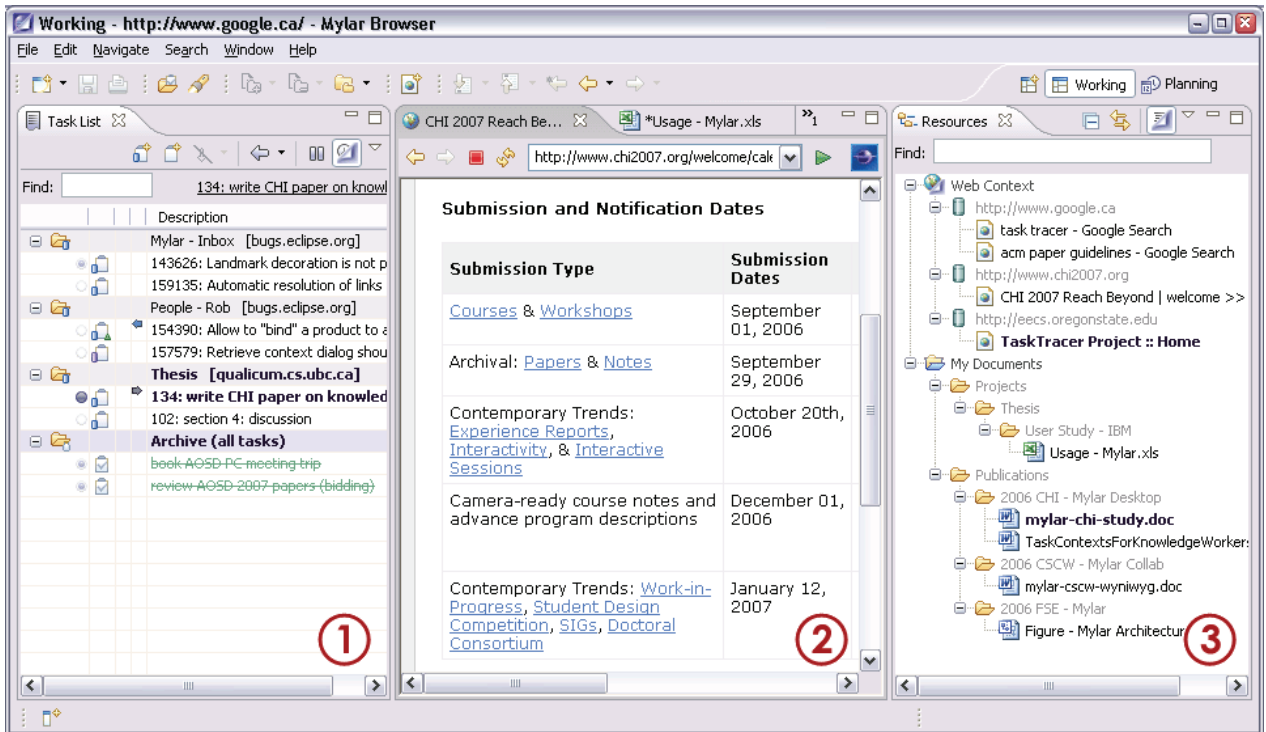 Working - http://www.google.ca/ - Mylar Browser
File Edit Navigate Search Window Help
Working Planning
Task List
Find:
134: write CHI paper on knowl
Description
Mylar - Inbox [bugs.eclipse.org]
143626: Landmark decoration is not p
159135: Automatic resolution of links
People - Rob [bugs.eclipse.org]
154390: Allow to "bind" a product to a
157579: Retrieve context dialog shou
Thesis [qualicum.cs.ubc.ca]
134: write CHI paper on knowled
102: section 4: discussion
Archive (all tasks)
book AOSD PC meeting trip
review AOSD 2007 papers (bidding)
1
CHI 2007 Reach Be... *Usage - Mylar.xls »1
http://www.chi2007.org/welcome/cale
Submission and Notification Dates
Submission Type
Submission
Dates
Courses & Workshops
September
01, 2006
Archival: Papers & Notes
September
29, 2006
Contemporary Trends:
Experience Reports,
Interactivity, & Interactive
Sessions
October 20th,
2006
Camera-ready course notes and
advance program descriptions
December 01,
2006
Contemporary Trends: Work-in-
Progress, Student Design
Competition, SIGs, Doctoral
Consortium
January 12,
2007
2
Resources
Find:
Web Context
http://www.google.ca
task tracer - Google Search
acm paper guidelines - Google Search
http://www.chi2007.org
CHI 2007 Reach Beyond | welcome >>
http://eecs.oregonstate.edu
TaskTracer Project :: Home
My Documents
Projects
Thesis
User Study - IBM
Usage - Mylar.xls
Publications
2006 CHI - Mylar Desktop
mylar-chi-study.doc
TaskContextsForKnowledgeWorkers
2006 CSCW - Mylar Collab
mylar-cscw-wyniwyg.doc
2006 FSE - Mylar
Figure - Mylar Architectur
3